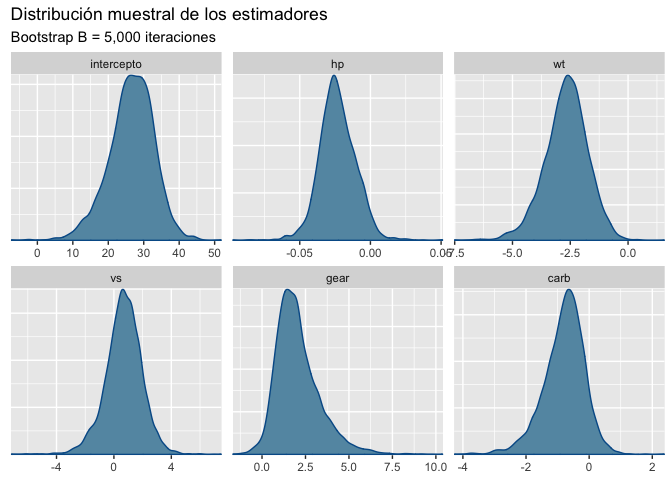 Distribución muestral de los estimadores
Bootstrap B = 5,000 iteraciones
intercepto hp wt
0 10 20 30 40 50 -0.05 0.00 0.05 -7.5 -5.0 -2.5 0.0
vs gear carb
-4 0 4 0.0 2.5 5.0 7.5 10.0 -4 -2 0 2